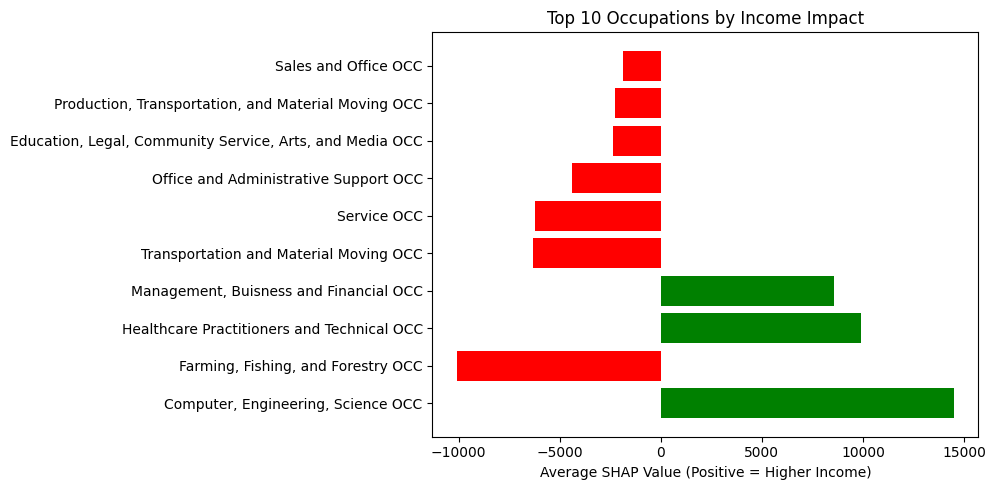 Top 10 Occupations by Income Impact
Sales and Office OCC
Production, Transportation, and Material Moving OCC
Education, Legal, Community Service, Arts, and Media OCC
Office and Administrative Support OCC
Service OCC
Transportation and Material Moving OCC
Management, Buisness and Financial OCC
Healthcare Practitioners and Technical OCC
Farming, Fishing, and Forestry OCC
Computer, Engineering, Science OCC
−10000 −5000 0 5000 10000 15000
Average SHAP Value (Positive = Higher Income)